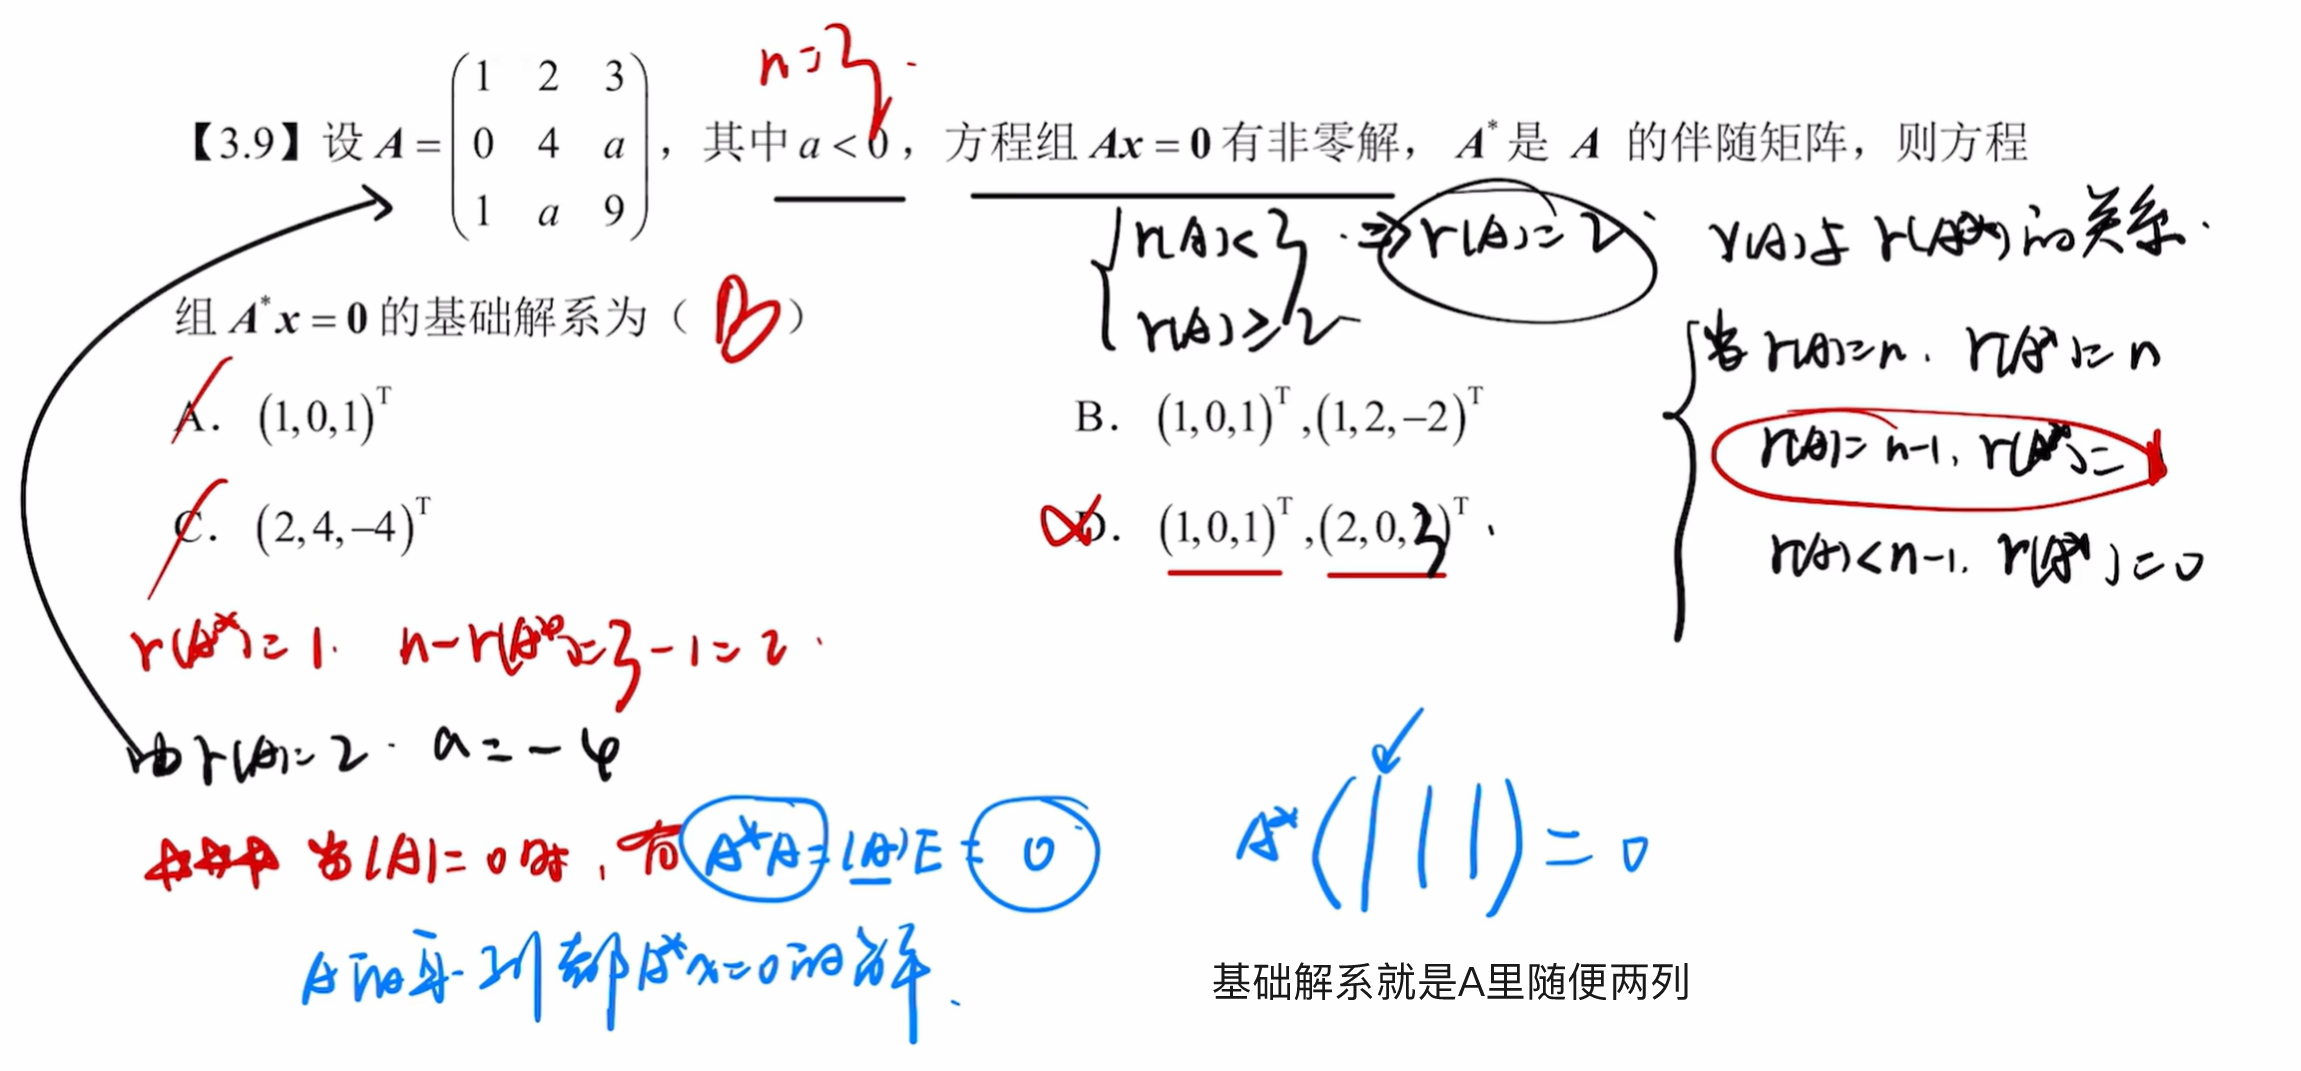 n=3
【3.9】设 A = (1 2 3
0 4 a
1 a 9), 其中 a < 0, 方程组 Ax = 0 有非零解, A* 是 A 的伴随矩阵, 则方程
组 A*x = 0 的基础解系为 ( B )
r(A)<3 ⇒ r(A)=2
r(A)≥2
r(A)与r(A*)的关系.
当r(A)=n, r(A*)=n
r(A)=n-1, r(A*)=1
r(A)<n-1, r(A*)=0
A. (1,0,1)^T
B. (1,0,1)^T,(1,2,-2)^T
C. (2,4,-4)^T
D. (1,0,1)^T,(2,0,3)^T
r(A*)=1. n-r(A*)=3-1=2.
由r(A)=2. a=-4
当|A|=0时, 有 A*A=|A|E=0
A的每一列都是A*x=0的解.
A*(| | |)=0
基础解系就是A里随便两列